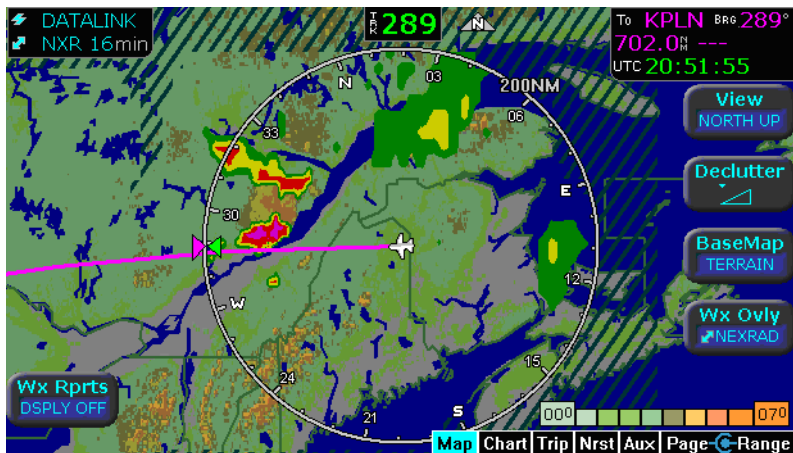 DATALINK
NXR 16min
TRK 289
N
To KPLN BRG 289°
702.0NM ---
UTC 20:51:55
N
03
200NM
06
33
30
E
12
W
15
24
21
S
View
NORTH UP
Declutter
BaseMap
TERRAIN
Wx Ovly
NEXRAD
Wx Rprts
DSPLY OFF
000
070
Map Chart Trip Nrst Aux Page Range